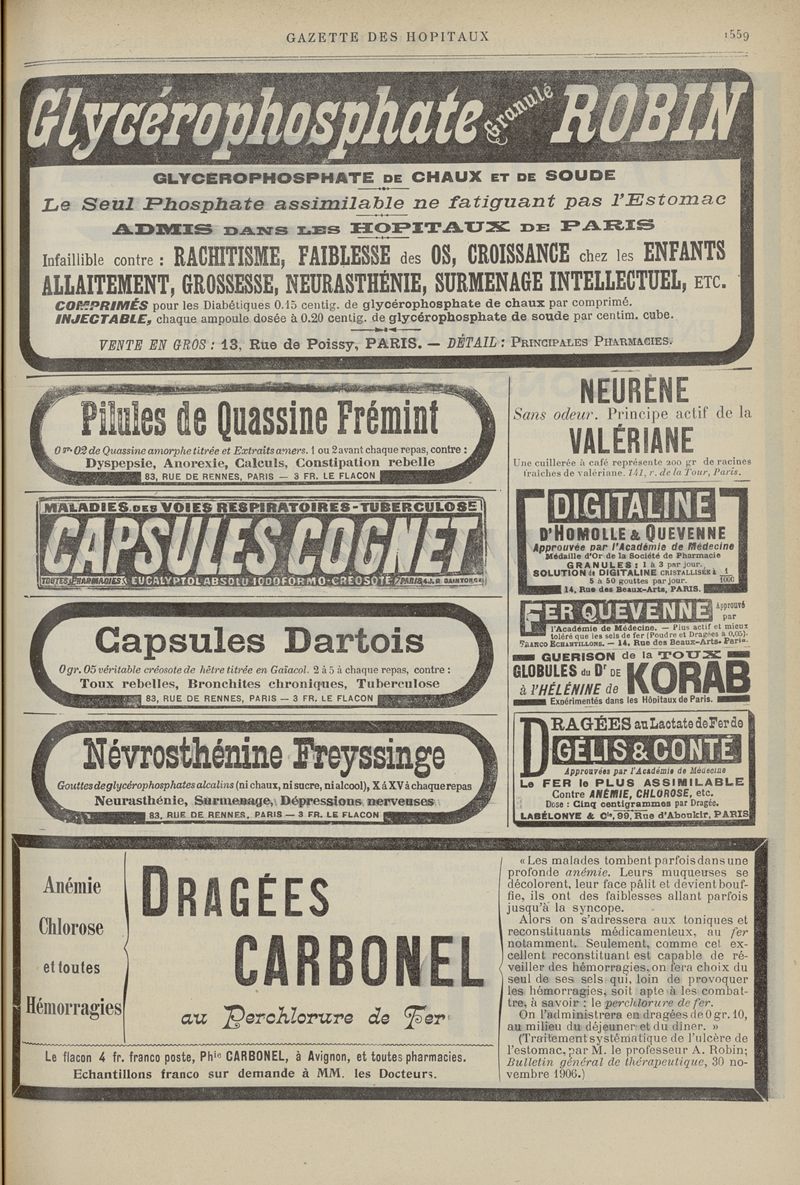 GAZETTE DES HOPITAUX
1559
Glycérophosphate Granulé ROBIN
GLYCEROPHOSPHATE DE CHAUX ET DE SOUDE
Le Seul Phosphate assimilable ne fatiguant pas l'Estomac
ADMIS DANS LES HOPITAUX DE PARIS
Infaillible contre : RACHITISME, FAIBLESSE des OS, CROISSANCE chez les ENFANTS
ALLAITEMENT, GROSSESSE, NEURASTHÉNIE, SURMENAGE INTELLECTUEL, ETC.
COMPRIMÉS pour les Diabétiques 0.15 centig. de glycérophosphate de chaux par comprimé.
INJECTABLE, chaque ampoule dosée à 0.20 centig. de glycérophosphate de soude par centim. cube.
VENTE EN GROS : 13, Rue de Poissy, PARIS. — DÉTAIL : PRINCIPALES PHARMACIES.
Pilules de Quassine Frémint
0 gr. 02 de Quassine amorphe titrée et Extraits amers. 1 ou 2 avant chaque repas, contre :
Dyspepsie, Anorexie, Calculs, Constipation rebelle
83, RUE DE RENNES, PARIS — 3 FR. LE FLACON
MALADIES DES VOIES RESPIRATOIRES - TUBERCULOSE
CAPSULES COGNET
TOUTES PHARMACIES EUCALYPTOL ABSOLU IODOFORMO-CREOSOTE PARIS 4, R. SAINTONGE
Capsules Dartois
0 gr. 05 véritable créosote de hêtre titrée en Gaïacol. 2 à 5 à chaque repas, contre :
Toux rebelles, Bronchites chroniques, Tuberculose
83, RUE DE RENNES, PARIS — 3 FR. LE FLACON
Névrosthénine Freyssinge
Gouttes de glycérophosphates alcalins (ni chaux, ni sucre, ni alcool), X à XV à chaque repas
Neurasthénie, Surmenage, Dépressions nerveuses
83, RUE DE RENNES, PARIS — 3 FR. LE FLACON
NEURÈNE
Sans odeur. Principe actif de la
VALÉRIANE
Une cuillerée à café représente 200 gr de racines
fraîches de valériane. 141, r. de la Tour, Paris.
DIGITALINE
D'HOMOLLE & QUEVENNE
Approuvée par l'Académie de Médecine
Médaille d'Or de la Société de Pharmacie
GRANULES : 1 à 3 par jour.
SOLUTION de DIGITALINE CRISTALLISÉE à 1/1000
5 à 50 gouttes par jour.
14, Rue des Beaux-Arts, PARIS.
FER QUEVENNE Approuvé
par
l'Académie de Médecine. — Plus actif et mieux
toléré que les sels de fer (Poudre et Dragées à 0,05).
FRANCO ECHANTILLONS. — 14, Rue des Beaux-Arts, Paris
GUERISON de la TOUX
GLOBULES du Dr DE KORAB
à l'HÉLÉNINE de
Expérimentés dans les Hôpitaux de Paris.
DRAGÉES au Lactate de Fer de
GÉLIS & CONTÉ
Approuvées par l'Académie de Médecine
Le FER le PLUS ASSIMILABLE
Contre ANÉMIE, CHLOROSE, etc.
Dose : Cinq centigrammes par Dragée.
LABÉLONYE & Cie, 99, Rue d'Aboukir, PARIS
Anémie
Chlorose
et toutes
Hémorragies
DRAGÉES
CARBONEL
au Perchlorure de Fer
Le flacon 4 fr. franco poste, Phie CARBONEL, à Avignon, et toutes pharmacies.
Echantillons franco sur demande à MM. les Docteurs.
« Les malades tombent parfois dans une
profonde anémie. Leurs muqueuses se
décolorent, leur face pâlit et devient bouf-
fie, ils ont des faiblesses allant parfois
jusqu'à la syncope.
Alors on s'adressera aux toniques et
reconstituants médicamenteux, au fer
notamment. Seulement, comme cet ex-
cellent reconstituant est capable de ré-
veiller des hémorragies, on fera choix du
seul de ses sels qui, loin de provoquer
les hémorragies, soit apte à les combat-
tre, à savoir : le perchlorure de fer.
On l'administrera en dragées de 0 gr. 10,
au milieu du déjeuner et du dîner. »
(Traitement systématique de l'ulcère de
l'estomac, par M. le professeur A. Robin;
Bulletin général de thérapeutique, 30 no-
vembre 1906.)